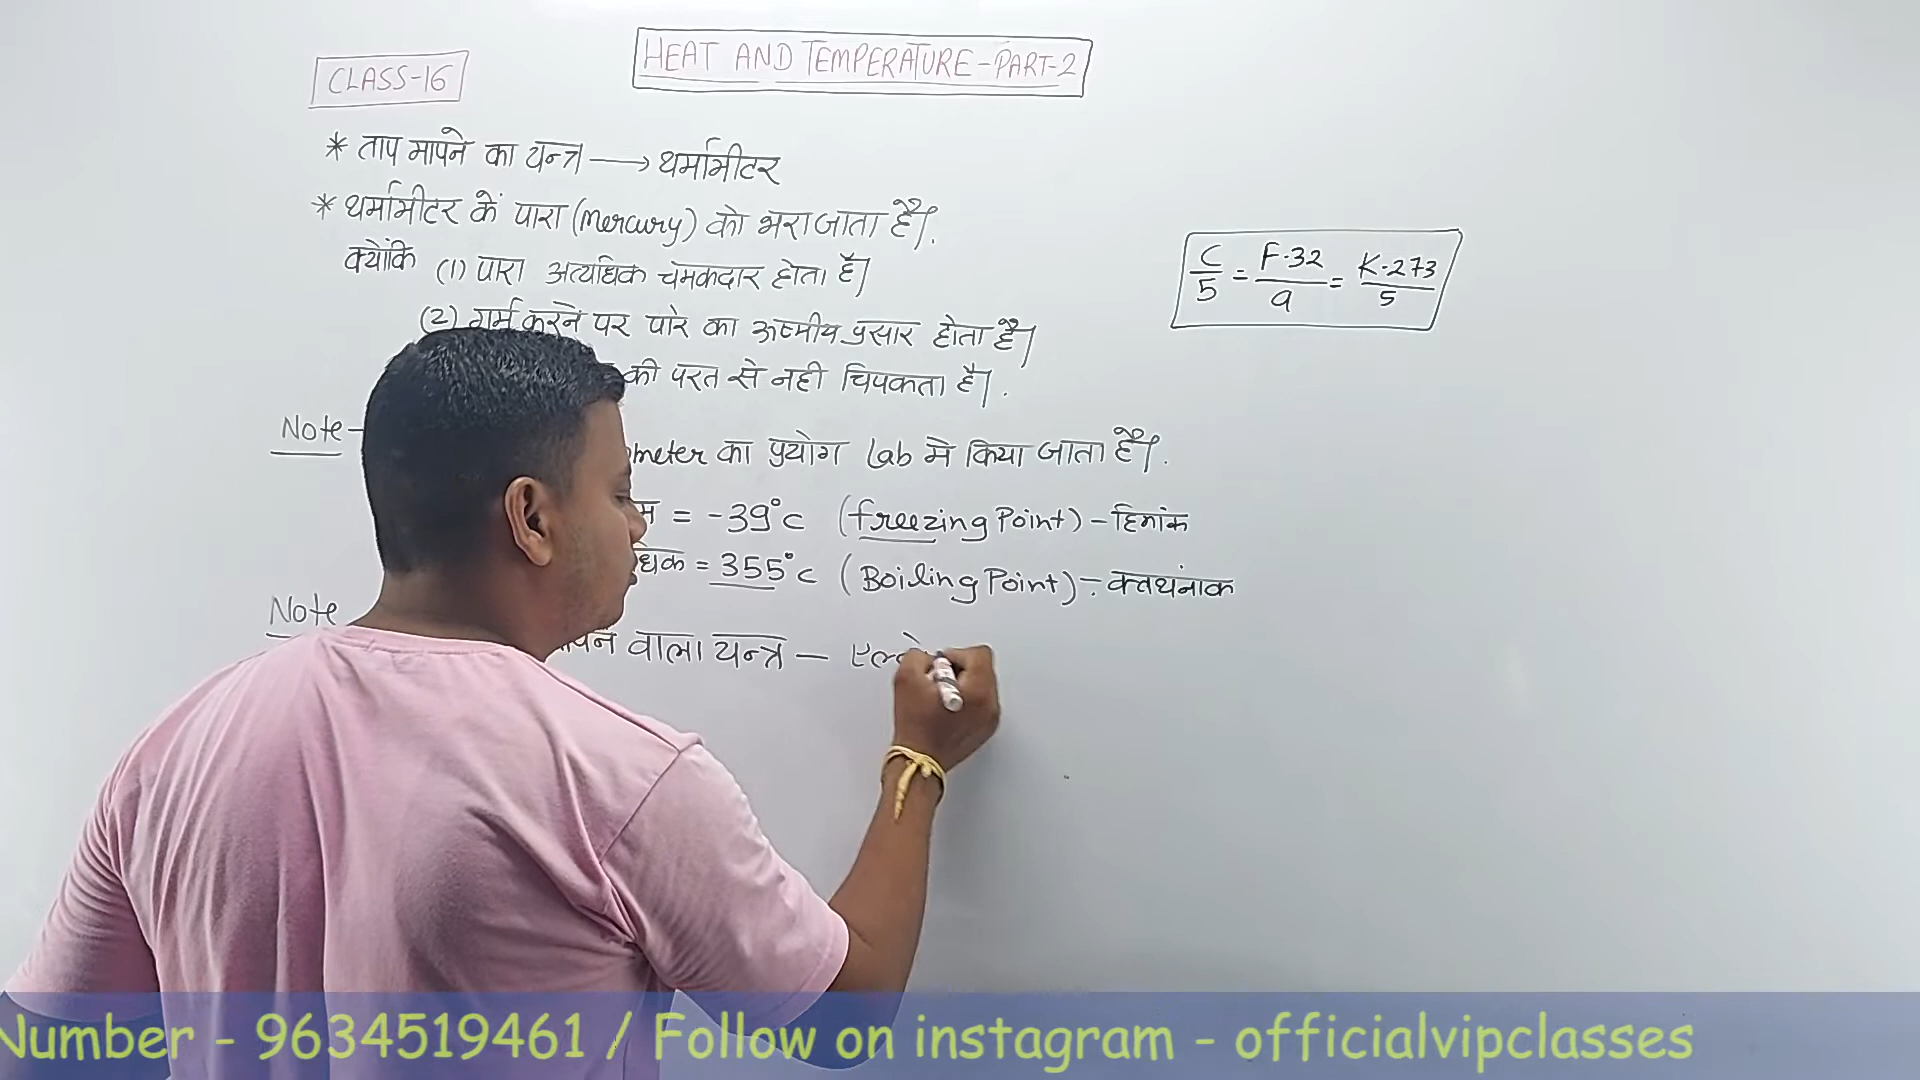 CLASS-16
HEAT AND TEMPERATURE-PART-2
* ताप मापने का यन्त्र → थर्मामीटर
* थर्मामीटर कें पारा (Mercury) को भरा जाता है।.
क्योंकि (1) पारा अत्यधिक चमकदार होता है।
(2) गर्म करने पर पारे का ऊष्मीय प्रसार होता है।
की परत से नही चिपकता है।.
Note -
meter का प्रयोग Lab मे किया जाता है।.
म = -39°C (freezing Point) - हिमांक
धिक = 355°C (Boiling Point) - क्वथंनाक
Note
वाला यन्त्र —
C/5 = F-32/9 = K-273/5
Number - 9634519461 / Follow on instagram - officialvipclasses